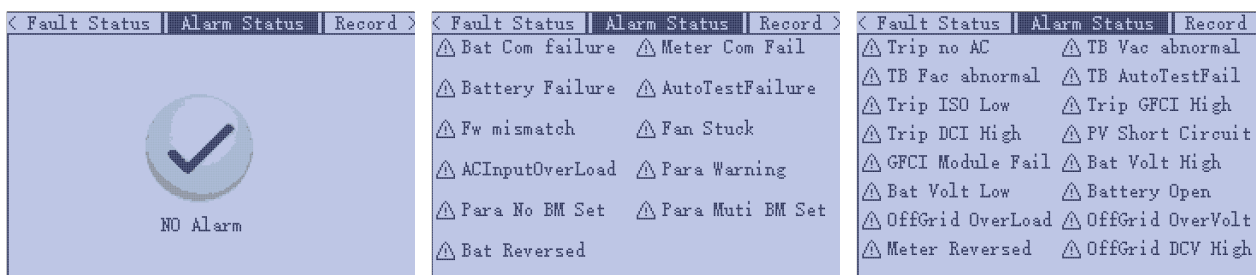 < Fault Status || Alarm Status || Record >
NO Alarm
< Fault Status || Alarm Status || Record >
Bat Com failure Meter Com Fail
Battery Failure AutoTestFailure
Fw mismatch Fan Stuck
ACInputOverLoad Para Warning
Para No BM Set Para Muti BM Set
Bat Reversed
< Fault Status || Alarm Status || Record
Trip no AC TB Vac abnormal
TB Fac abnormal TB AutoTestFail
Trip ISO Low Trip GFCI High
Trip DCI High PV Short Circuit
GFCI Module Fail Bat Volt High
Bat Volt Low Battery Open
OffGrid OverLoad OffGrid OverVolt
Meter Reversed OffGrid DCV High